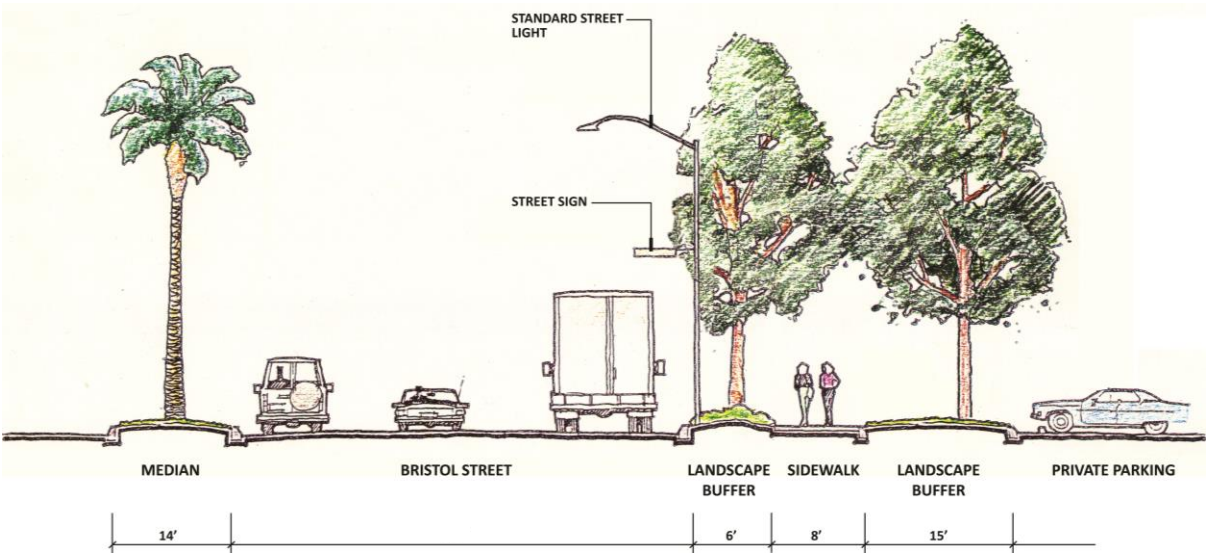 STANDARD STREET
LIGHT
STREET SIGN
MEDIAN
BRISTOL STREET
LANDSCAPE
BUFFER
SIDEWALK
LANDSCAPE
BUFFER
PRIVATE PARKING
14’
6’
8’
15’